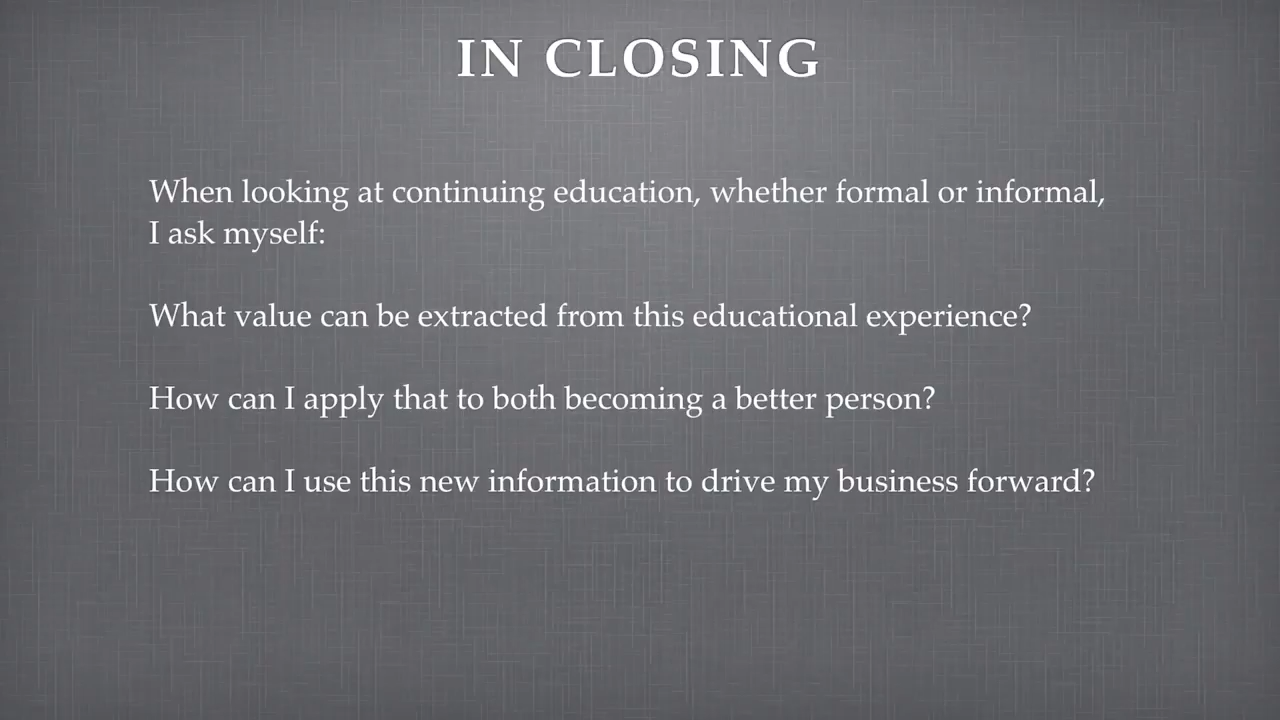 IN CLOSING
When looking at continuing education, whether formal or informal,
I ask myself:
What value can be extracted from this educational experience?
How can I apply that to both becoming a better person?
How can I use this new information to drive my business forward?